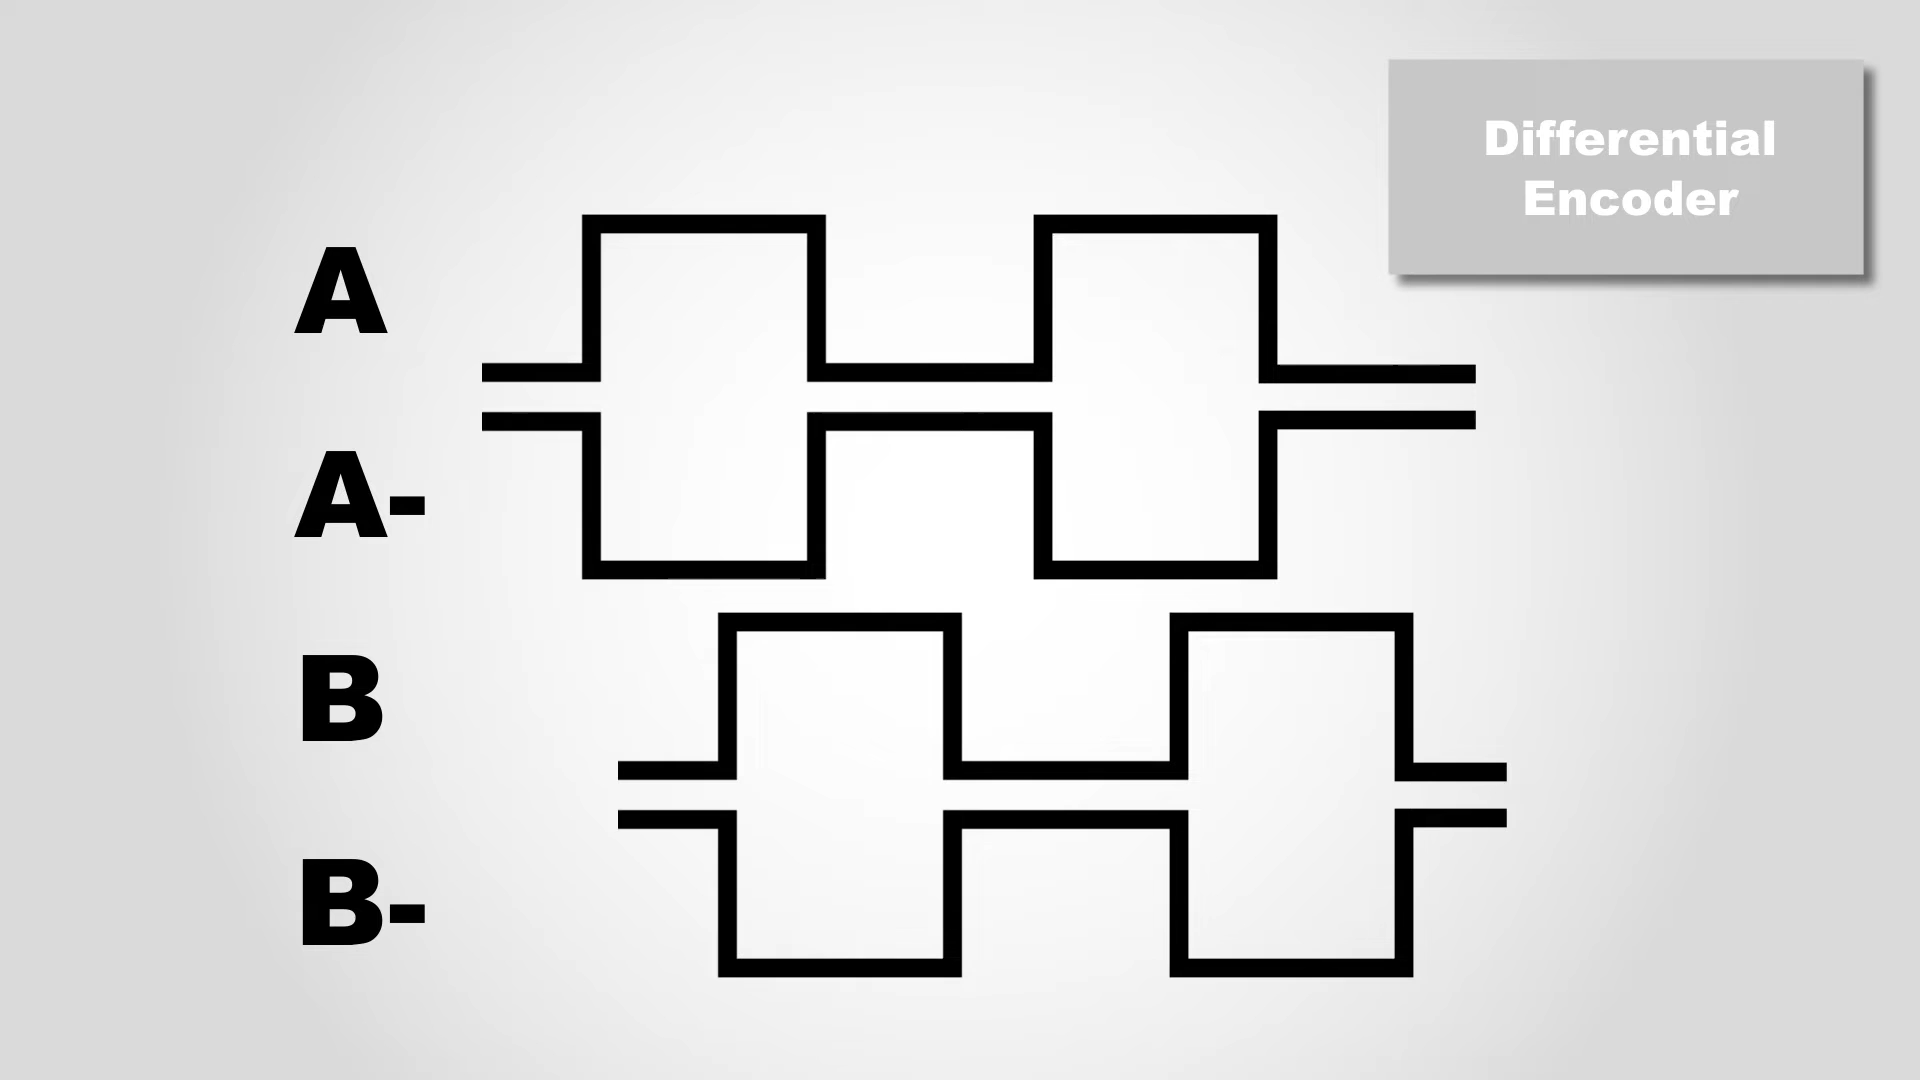 Differential
Encoder
A
A-
B
B-